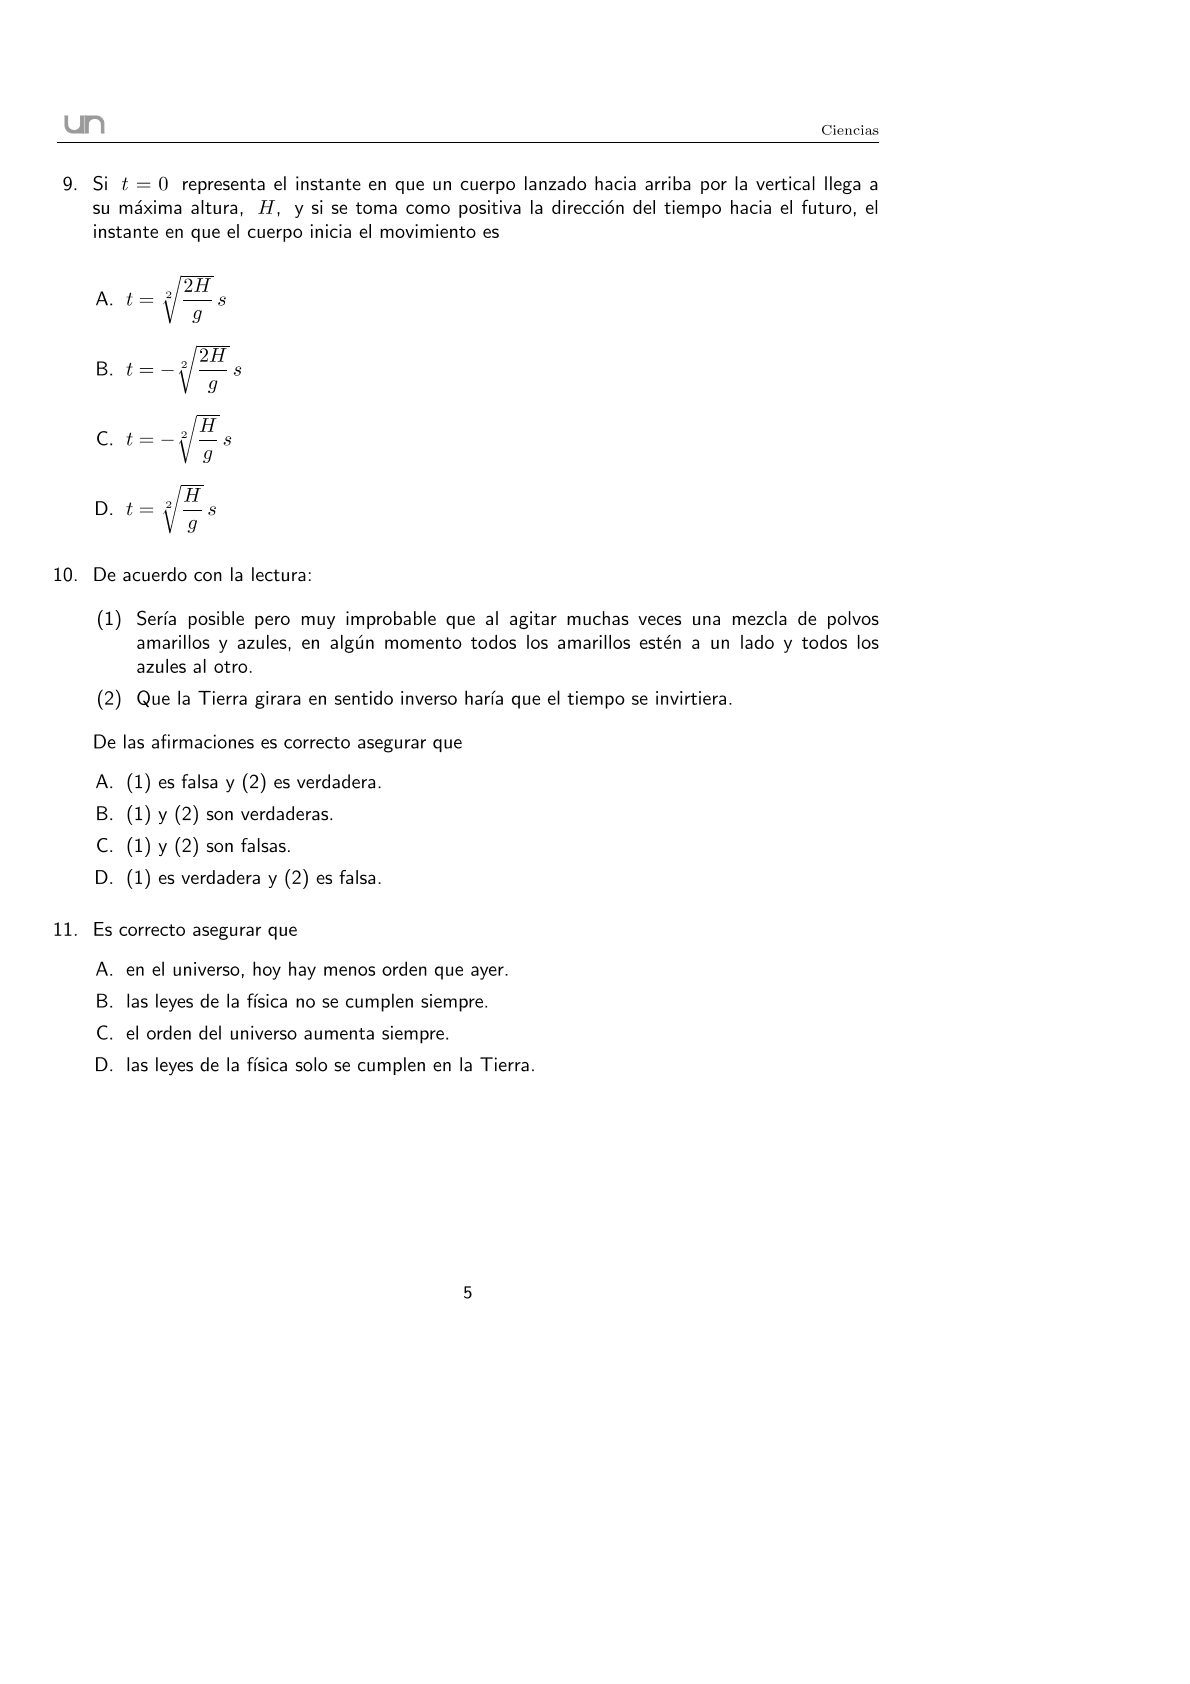 un
Ciencias
9. Si t = 0 representa el instante en que un cuerpo lanzado hacia arriba por la vertical llega a
su máxima altura, H, y si se toma como positiva la dirección del tiempo hacia el futuro, el
instante en que el cuerpo inicia el movimiento es
A. t = \sqrt[2]{\frac{2H}{g}} s
B. t = -\sqrt[2]{\frac{2H}{g}} s
C. t = -\sqrt[2]{\frac{H}{g}} s
D. t = \sqrt[2]{\frac{H}{g}} s
10. De acuerdo con la lectura:
(1) Sería posible pero muy improbable que al agitar muchas veces una mezcla de polvos
amarillos y azules, en algún momento todos los amarillos estén a un lado y todos los
azules al otro.
(2) Que la Tierra girara en sentido inverso haría que el tiempo se invirtiera.
De las afirmaciones es correcto asegurar que
A. (1) es falsa y (2) es verdadera.
B. (1) y (2) son verdaderas.
C. (1) y (2) son falsas.
D. (1) es verdadera y (2) es falsa.
11. Es correcto asegurar que
A. en el universo, hoy hay menos orden que ayer.
B. las leyes de la física no se cumplen siempre.
C. el orden del universo aumenta siempre.
D. las leyes de la física solo se cumplen en la Tierra.
5